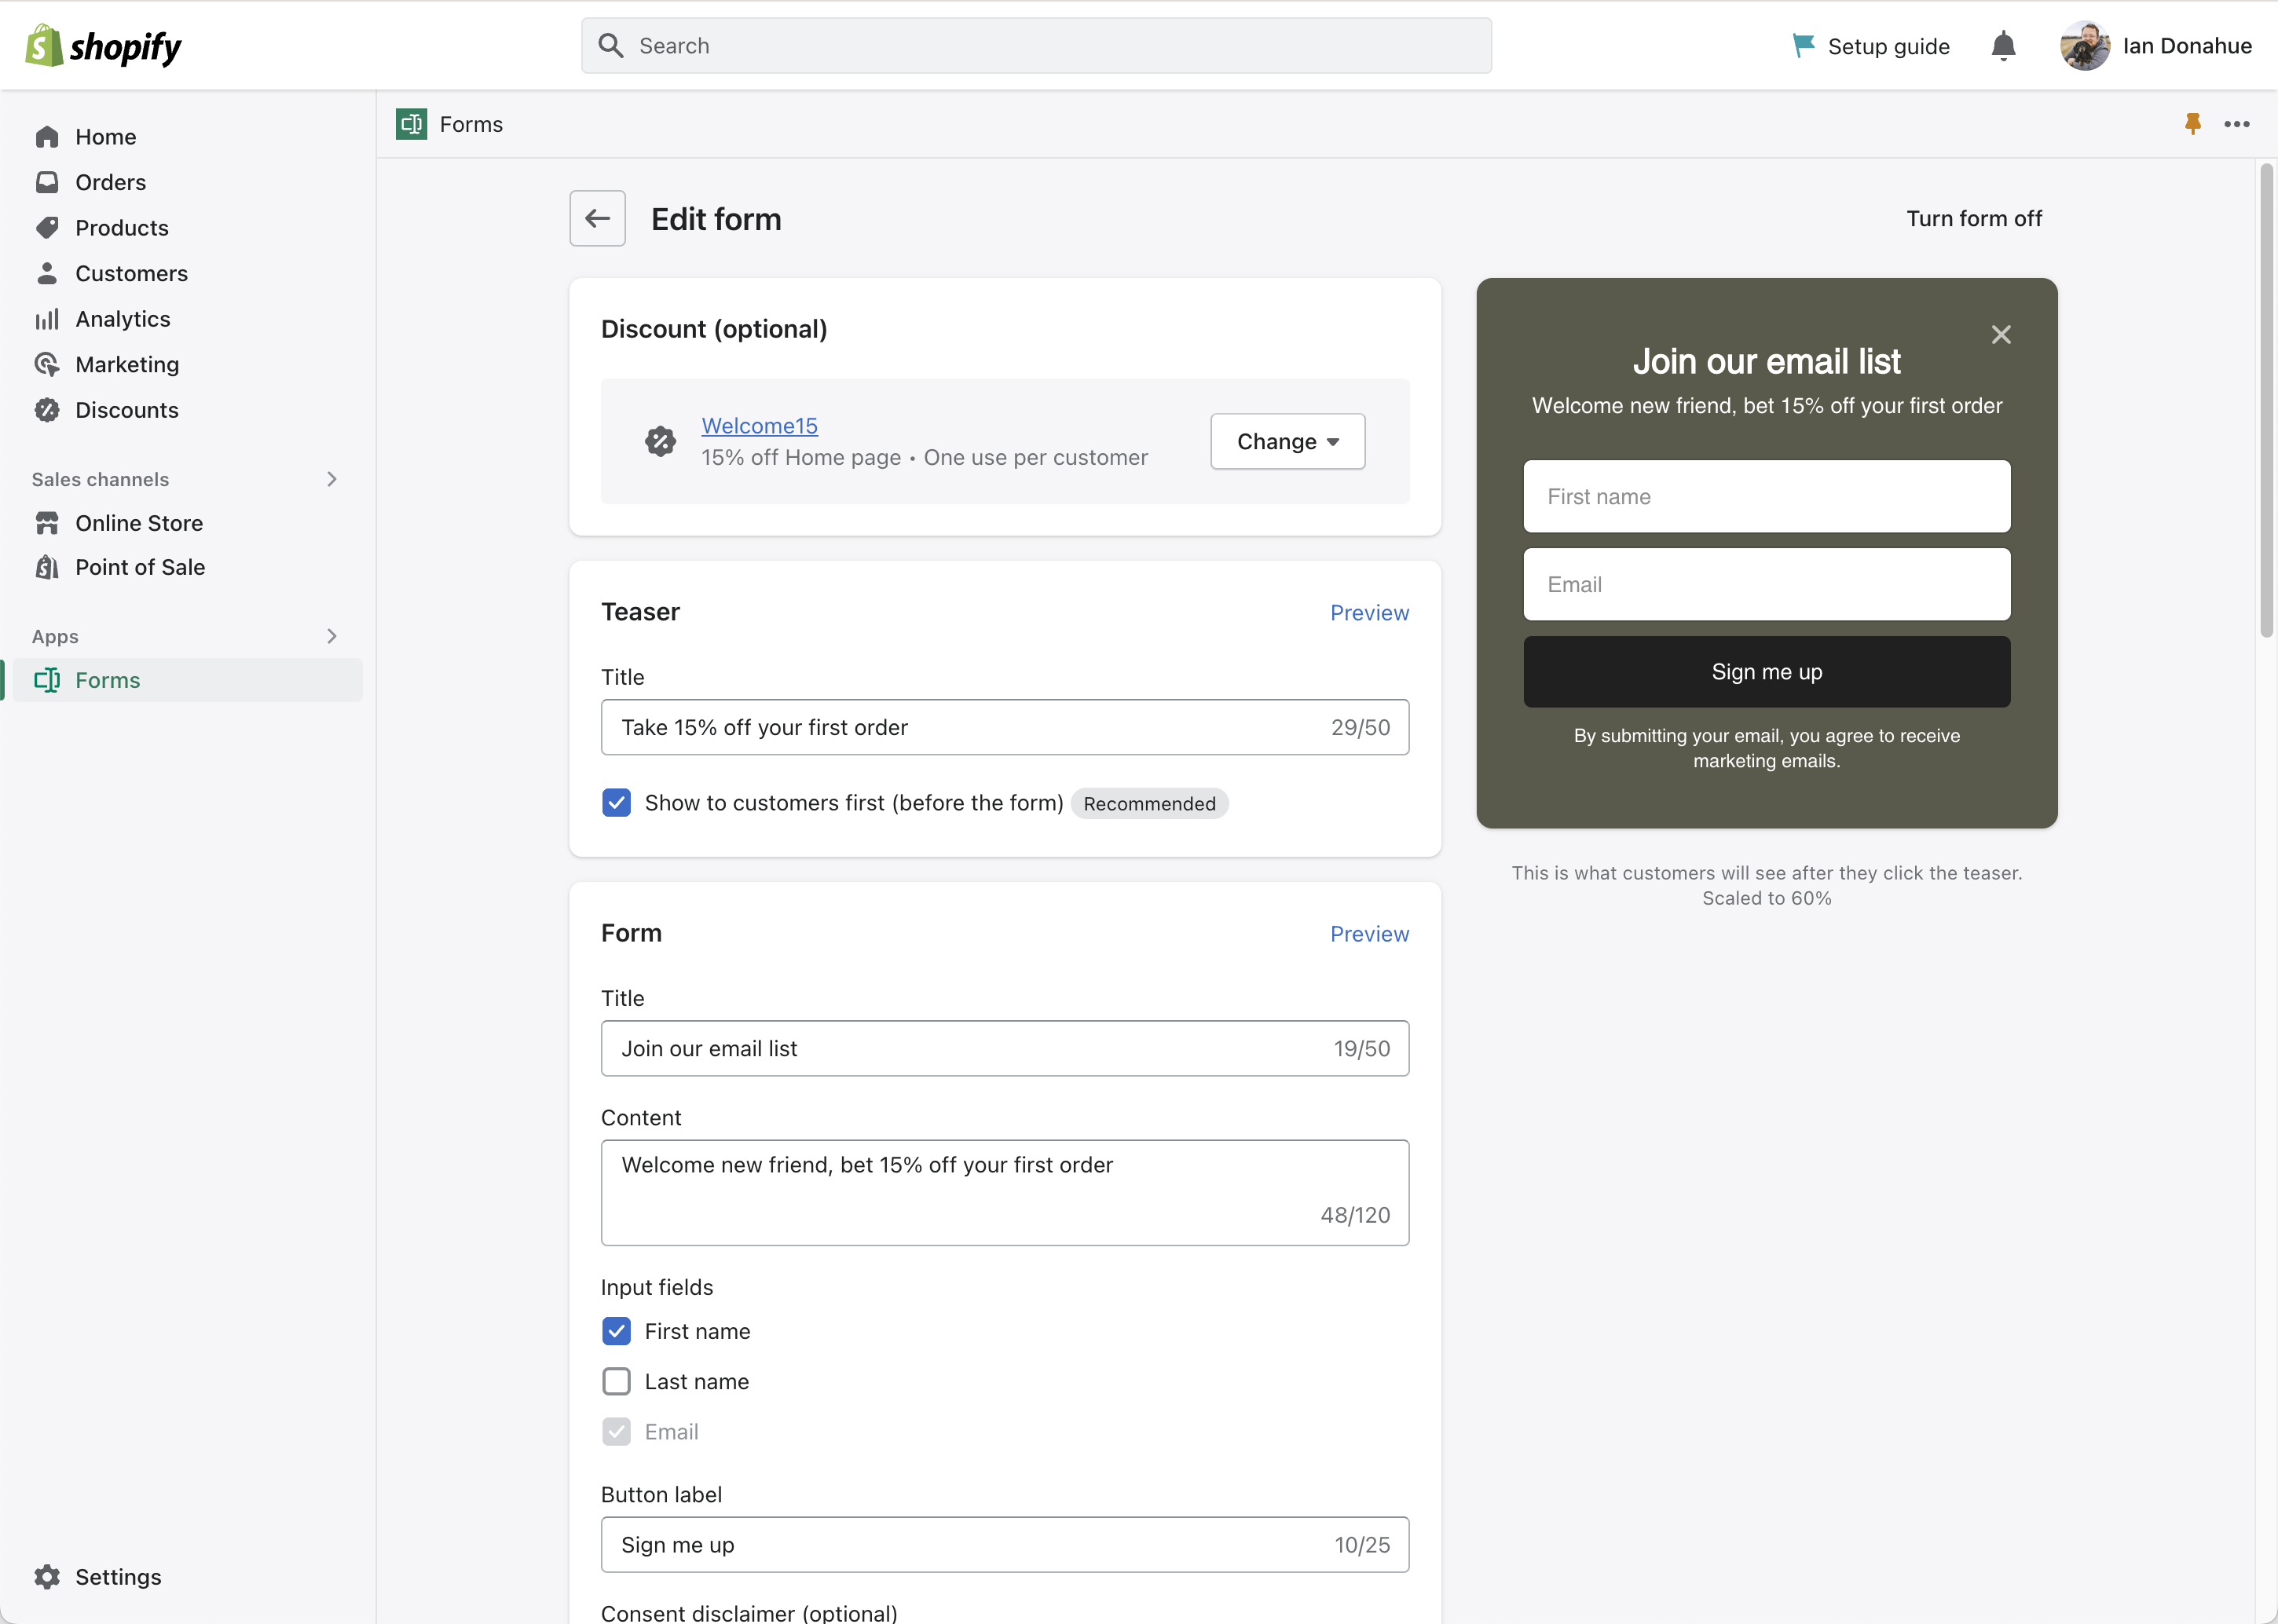 shopify
Search
Setup guide
Ian Donahue
Home
Orders
Products
Customers
Analytics
Marketing
Discounts
Sales channels
Online Store
Point of Sale
Apps
Forms
Settings
Forms
Edit form
Turn form off
Discount (optional)
Welcome15
15% off Home page • One use per customer
Change
Teaser
Preview
Title
Take 15% off your first order
29/50
Show to customers first (before the form)
Recommended
Form
Preview
Title
Join our email list
19/50
Content
Welcome new friend, bet 15% off your first order
48/120
Input fields
First name
Last name
Email
Button label
Sign me up
10/25
Consent disclaimer (optional)
Join our email list
Welcome new friend, bet 15% off your first order
First name
Email
Sign me up
By submitting your email, you agree to receive
marketing emails.
This is what customers will see after they click the teaser.
Scaled to 60%